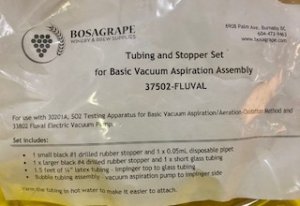 BOSAGRAPE
WINERY & BREW SUPPLIES
6908 Palm Ave, Burnaby BC
604-473-9463
www.bosagrape.com
Tubing and Stopper Set
for Basic Vacuum Aspiration Assembly
37502-FLUVAL
For use with 30201A, SO2 Testing Apparatus for Basic Vacuum Aspiration/Aeration-Oxidation Method and
33802 Fluval Electric Vacuum Pump
Set Includes:
1 small black #1 drilled rubber stopper and 1 x 0.05mL disposable pipet
1 x larger black #4 drilled rubber stopper and 1 x short glass tubing
1.5 feet of ¼" latex tubing - impinger top to glass tubing
Bubble tubing assembly - vacuum aspiration pump to impinger side
the tubing in hot water to make it easier to attach.